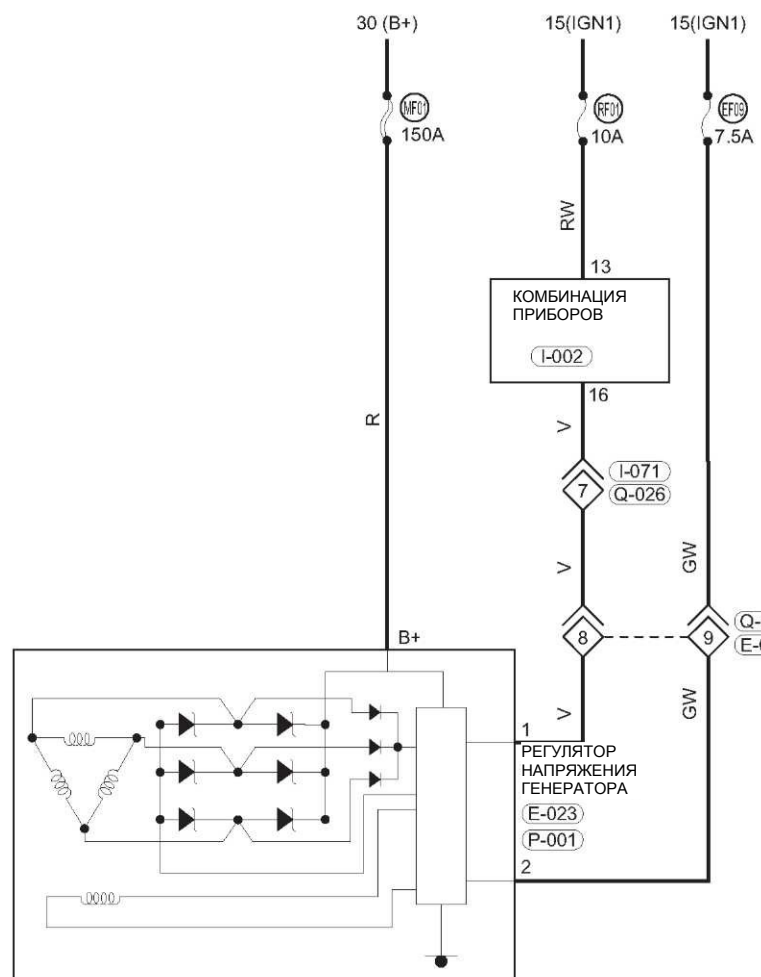 30 (B+) 15(IGN1) 15(IGN1)
MF01 RF01 EF09
150A 10A 7.5A
RW
13
КОМБИНАЦИЯ
ПРИБОРОВ
I-002
16
R V
I-071
7 Q-026
V GW
8 9
B+
V GW
1
РЕГУЛЯТОР
НАПРЯЖЕНИЯ
ГЕНЕРАТОРА
E-023
P-001
2